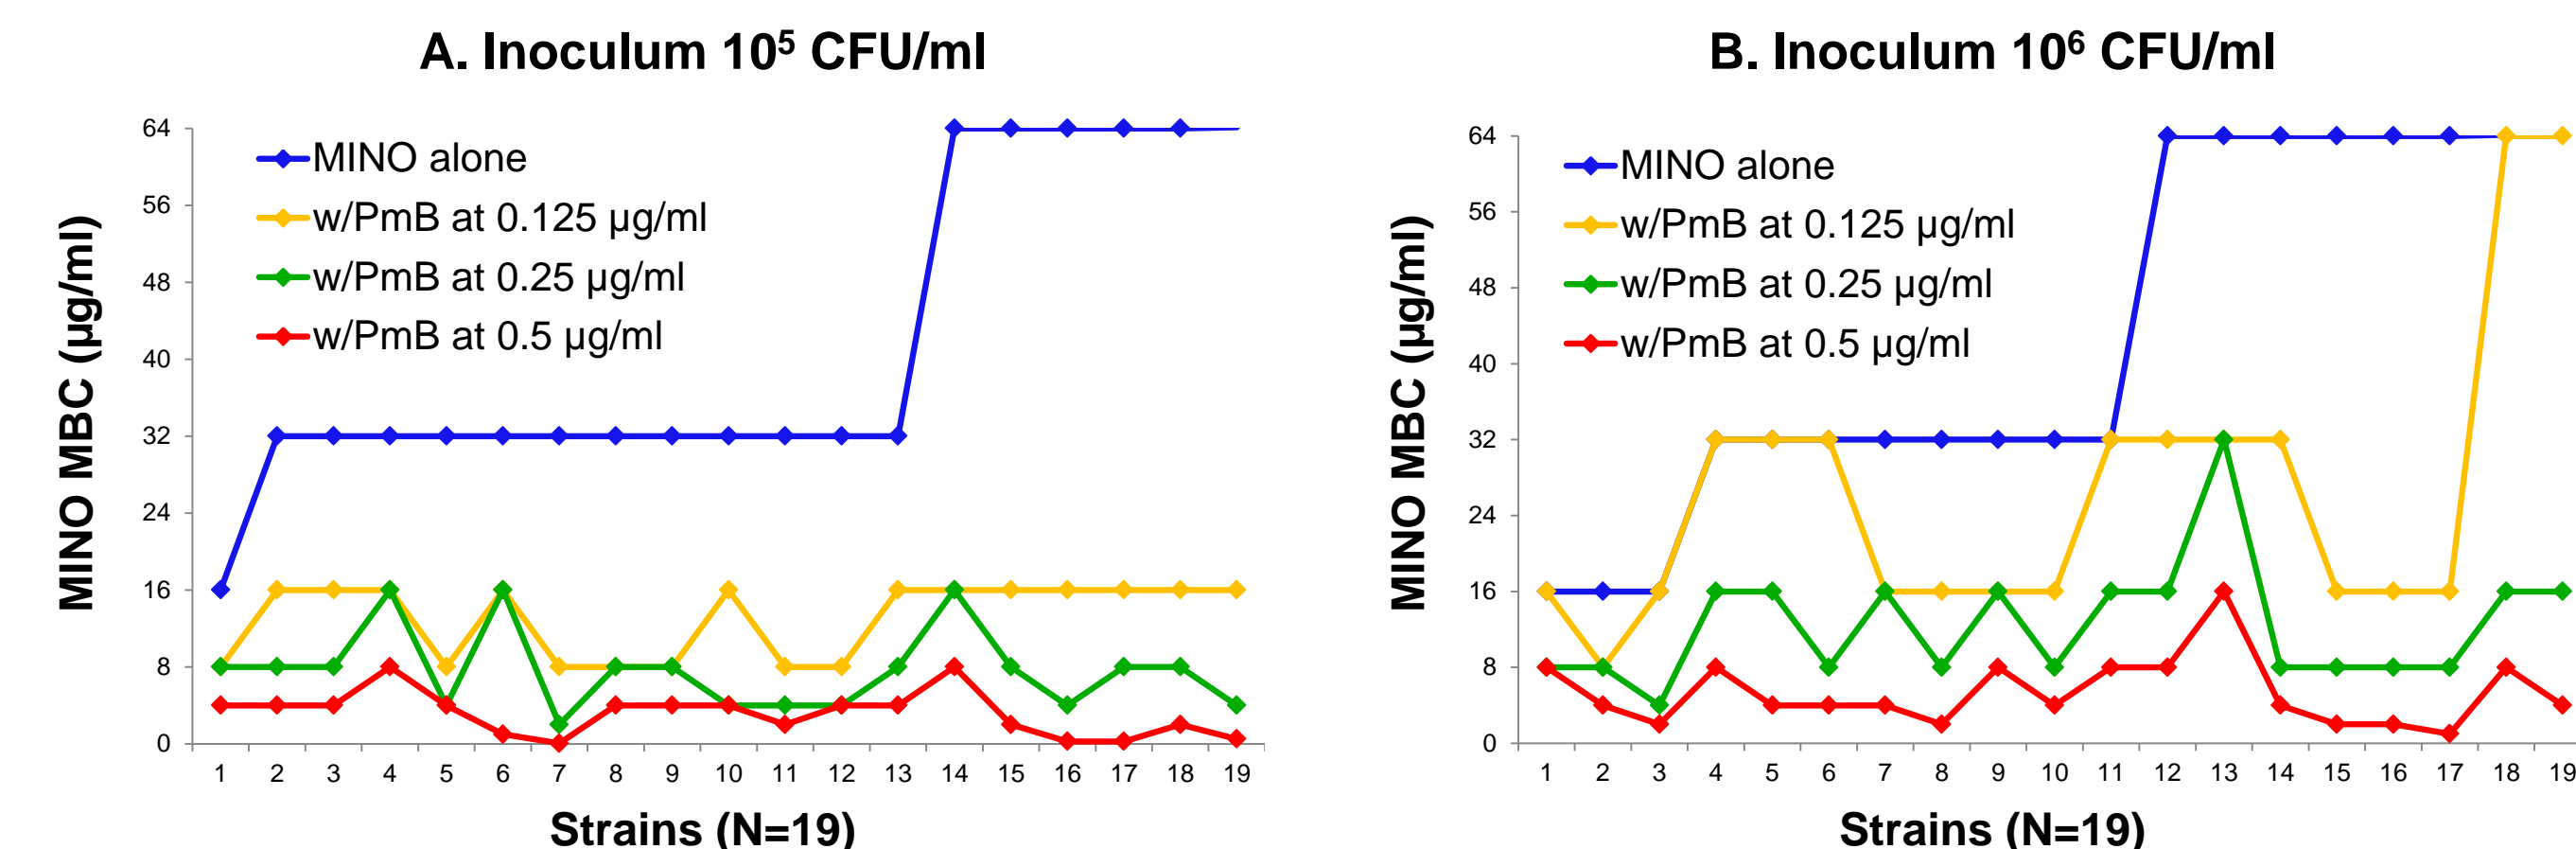 A. Inoculum 10⁵ CFU/ml
MINO MBC (µg/ml)
64
56
48
40
32
24
16
8
0
MINO alone
w/PmB at 0.125 µg/ml
w/PmB at 0.25 µg/ml
w/PmB at 0.5 µg/ml
1 2 3 4 5 6 7 8 9 10 11 12 13 14 15 16 17 18 19
Strains (N=19)
B. Inoculum 10⁶ CFU/ml
MINO MBC (µg/ml)
64
56
48
40
32
24
16
8
0
MINO alone
w/PmB at 0.125 µg/ml
w/PmB at 0.25 µg/ml
w/PmB at 0.5 µg/ml
1 2 3 4 5 6 7 8 9 10 11 12 13 14 15 16 17 18 19
Strains (N=19)